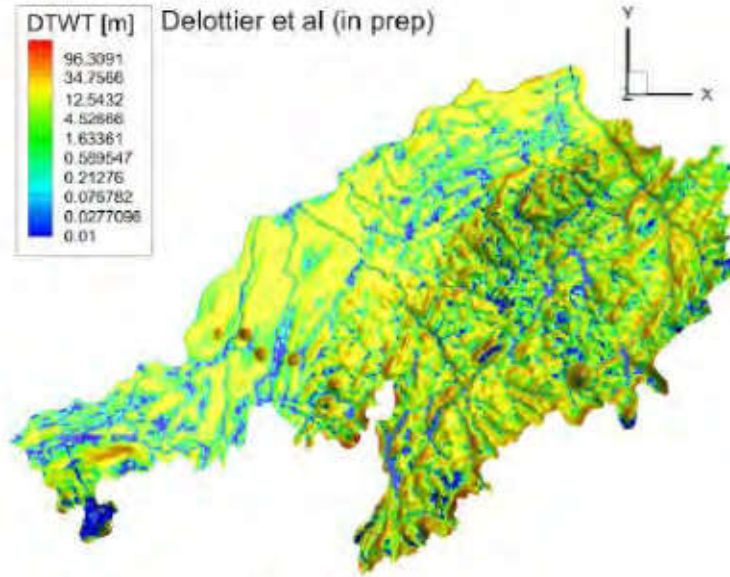 DTWT [m]
Delottier et al (in prep)
96.3091
34.7566
12.5432
4.52666
1.63361
0.589547
0.21276
0.076782
0.0277096
0.01
Y
X